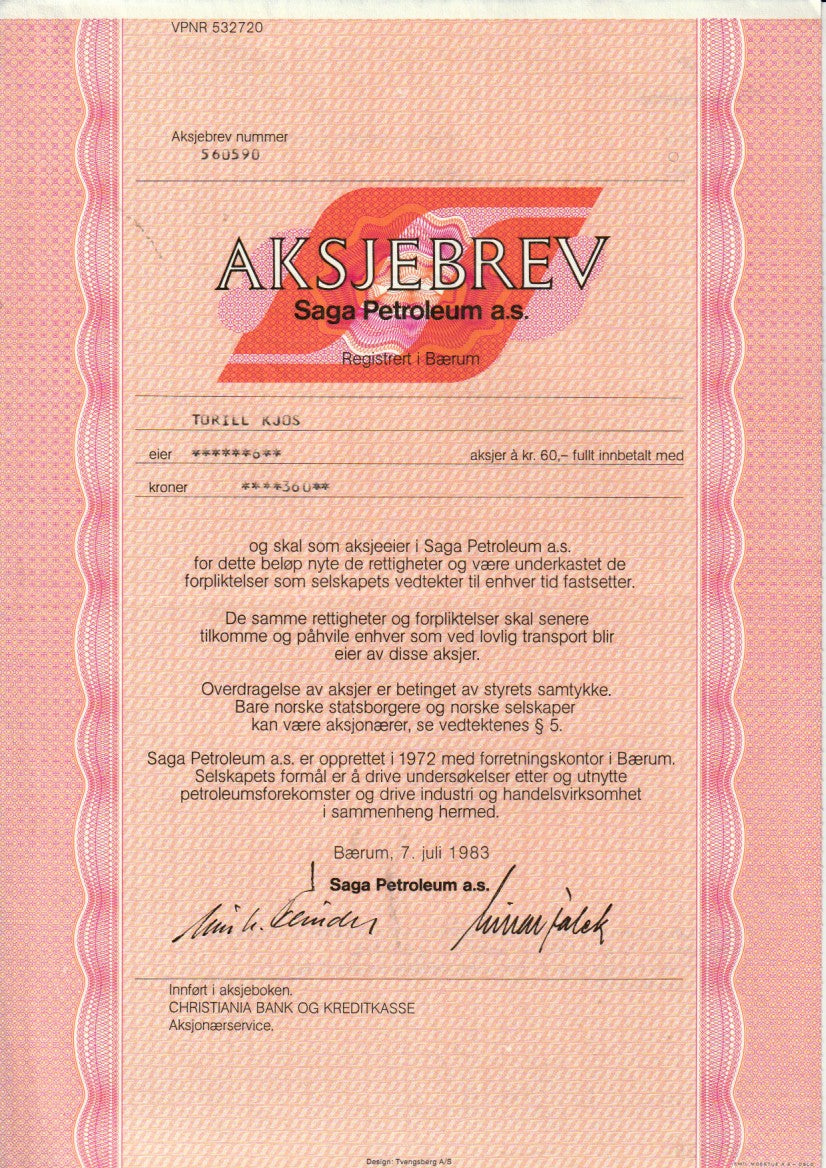 VPNR 532720
Aksjebrev nummer
560590
AKSJEBREV
Saga Petroleum a.s.
Registrert i Bærum
TORILL KJOS
eier ******6** aksjer à kr. 60,– fullt innbetalt med
kroner ****360**
og skal som aksjeeier i Saga Petroleum a.s.
for dette beløp nyte de rettigheter og være underkastet de
forpliktelser som selskapets vedtekter til enhver tid fastsetter.
De samme rettigheter og forpliktelser skal senere
tilkomme og påhvile enhver som ved lovlig transport blir
eier av disse aksjer.
Overdragelse av aksjer er betinget av styrets samtykke.
Bare norske statsborgere og norske selskaper
kan være aksjonærer, se vedtektenes § 5.
Saga Petroleum a.s. er opprettet i 1972 med forretningskontor i Bærum.
Selskapets formål er å drive undersøkelser etter og utnytte
petroleumsforekomster og drive industri og handelsvirksomhet
i sammenheng hermed.
Bærum, 7. juli 1983
Saga Petroleum a.s.
Innført i aksjeboken.
CHRISTIANIA BANK OG KREDITKASSE
Aksjonærservice.
Design: Tvengsberg A/S